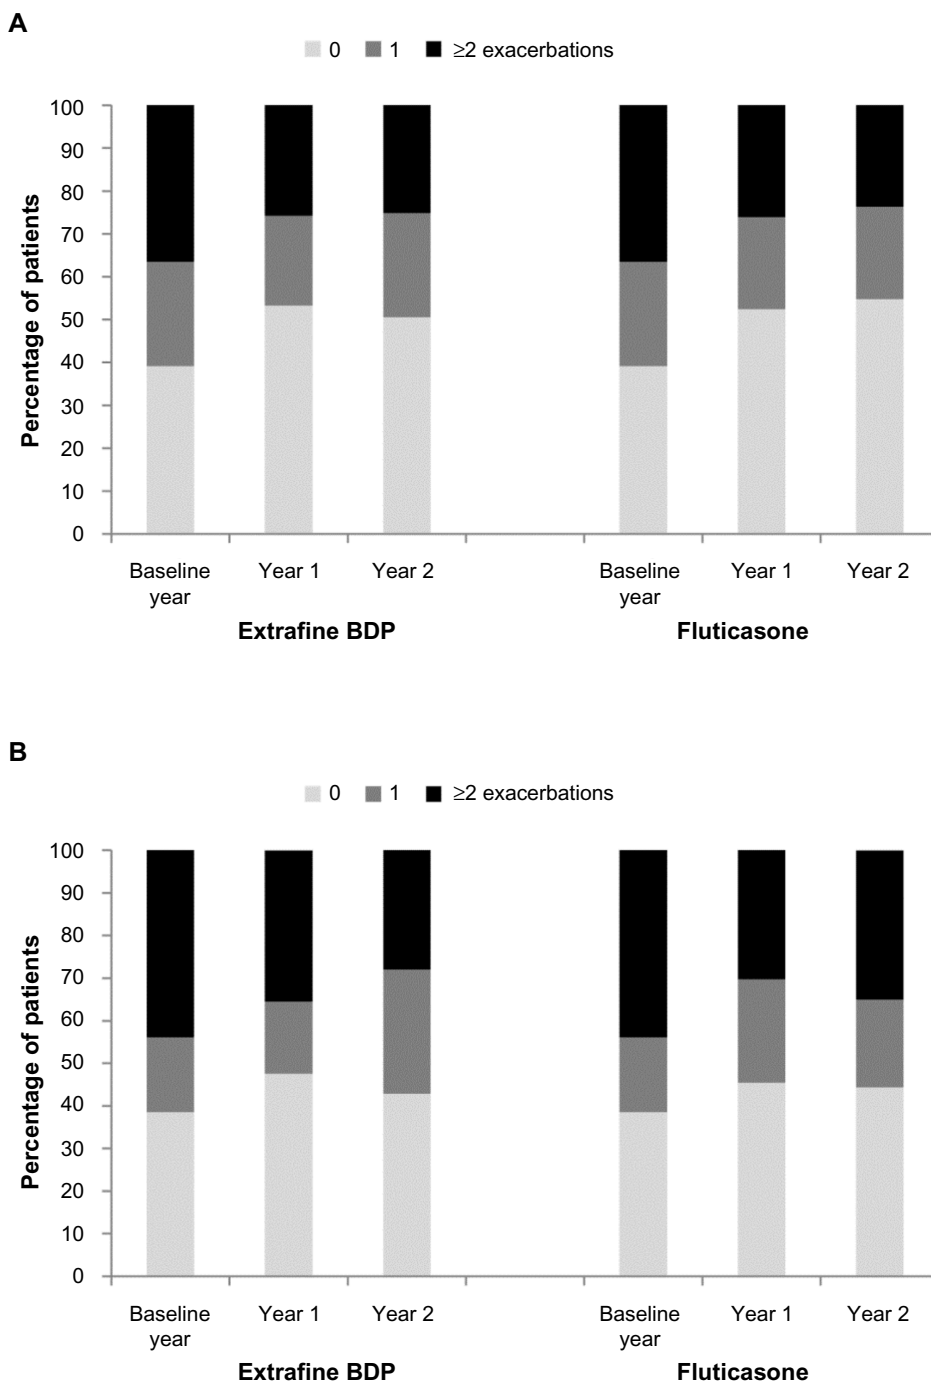 A
0 1 ≥2 exacerbations
Percentage of patients
100
90
80
70
60
50
40
30
20
10
0
Baseline year Year 1 Year 2 Baseline year Year 1 Year 2
Extrafine BDP Fluticasone
B
0 1 ≥2 exacerbations
Percentage of patients
100
90
80
70
60
50
40
30
20
10
0
Baseline year Year 1 Year 2 Baseline year Year 1 Year 2
Extrafine BDP Fluticasone